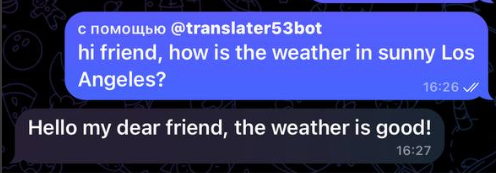 с помощью @translater53bot
hi friend, how is the weather in sunny Los
Angeles?
16:26
Hello my dear friend, the weather is good!
16:27